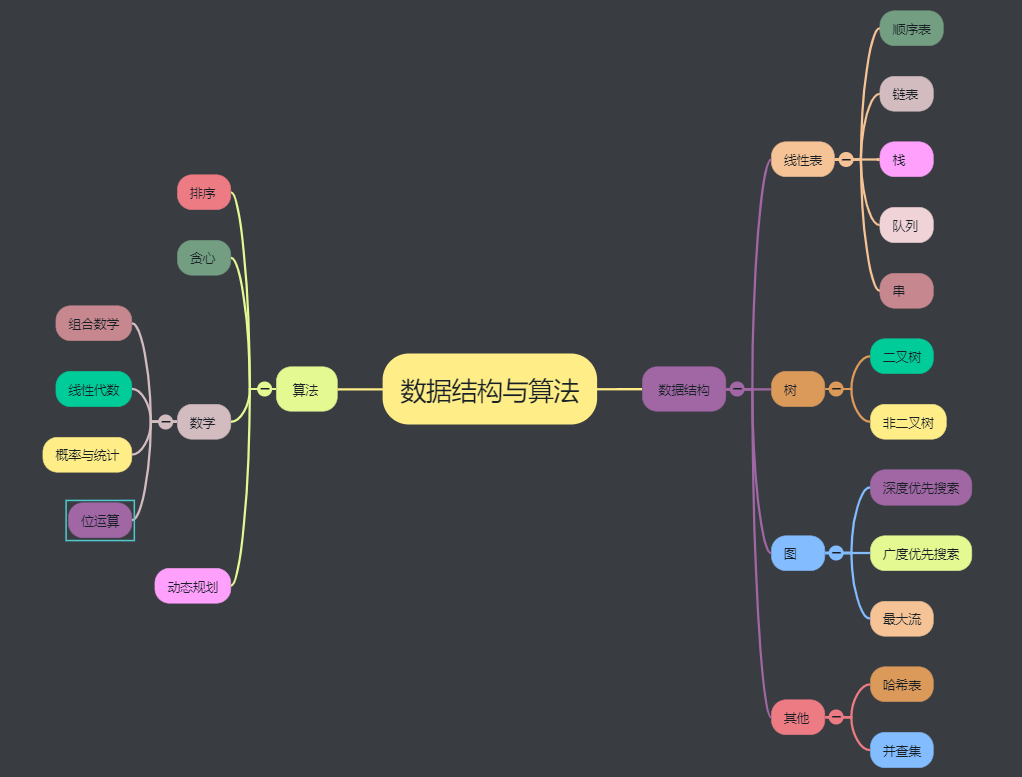 数据结构与算法
算法
排序
贪心
数学
组合数学
线性代数
概率与统计
位运算
动态规划
数据结构
线性表
顺序表
链表
栈
队列
串
树
二叉树
非二叉树
图
深度优先搜索
广度优先搜索
最大流
其他
哈希表
并查集